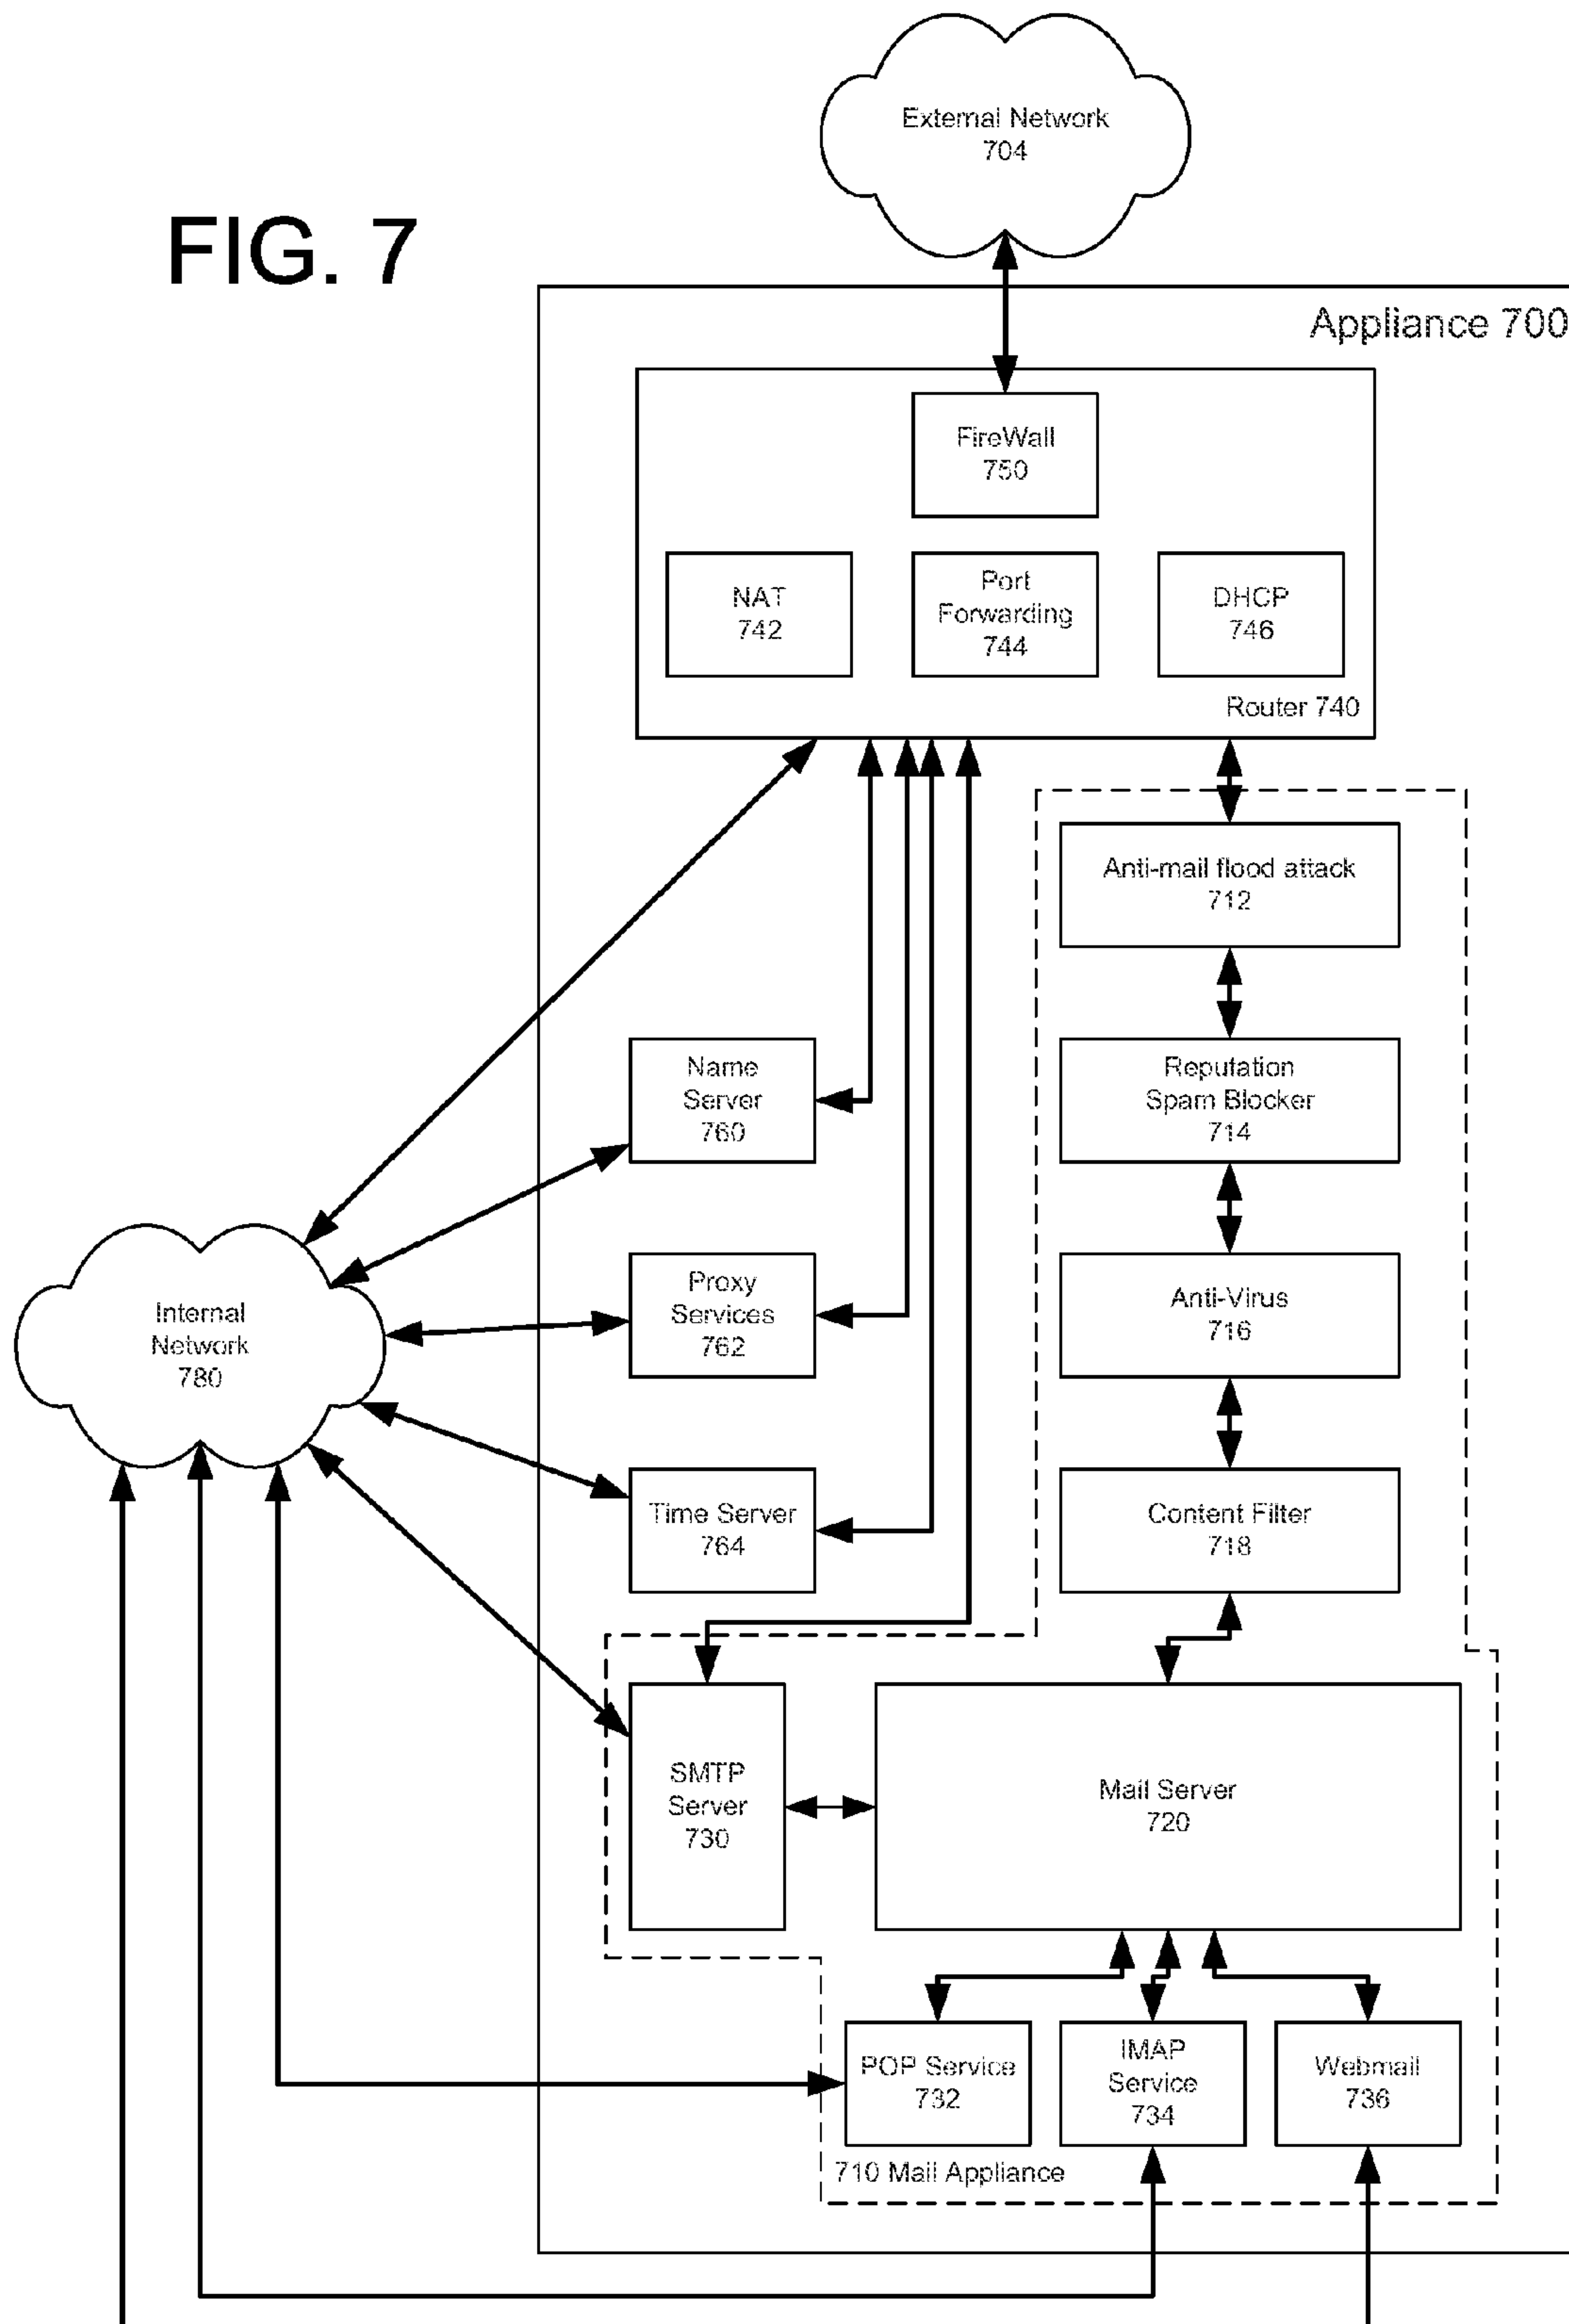 External Network
704
FIG. 7
Appliance 700
FireWall
750
NAT
742
Port
Forwarding
744
DHCP
746
Router 740
Anti-mail flood attack
712
Name
Server
760
Reputation
Spam Blocker
714
Internal
Network
780
Proxy
Services
762
Anti-Virus
716
Time Server
764
Content Filter
718
SMTP
Server
730
Mail Server
720
POP Service
732
IMAP
Service
734
Webmail
736
710 Mail Appliance